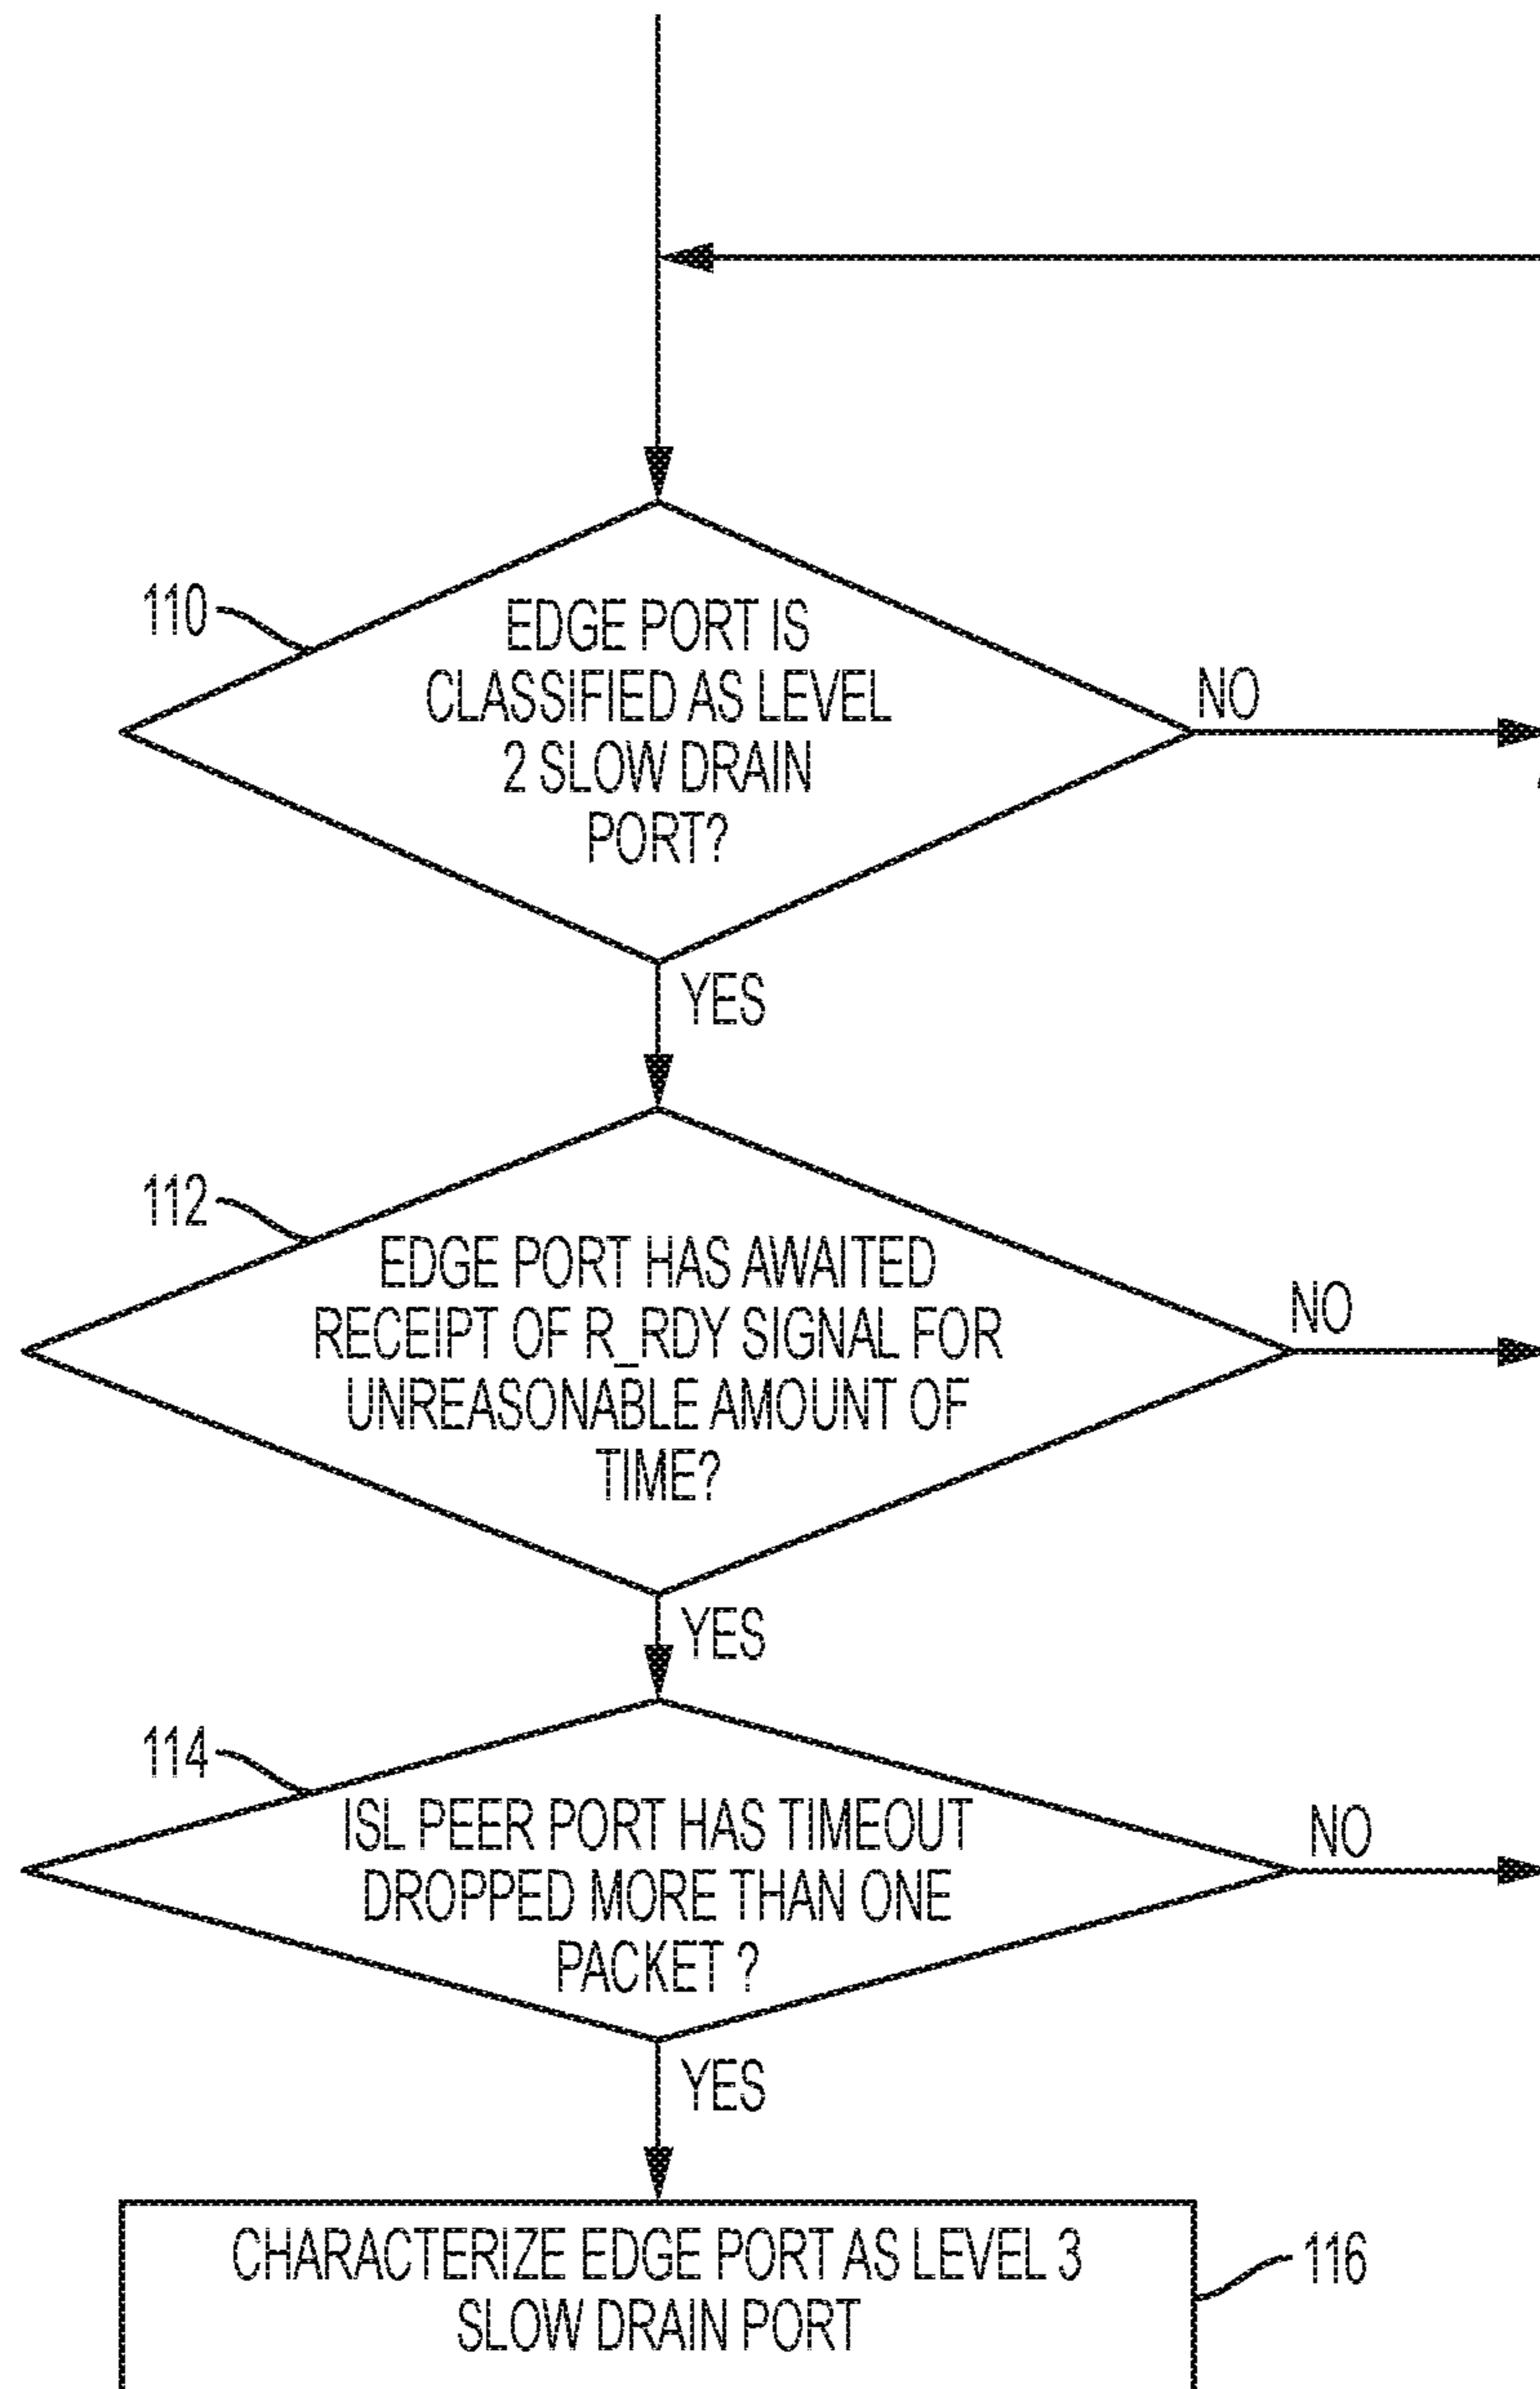 110
EDGE PORT IS
CLASSIFIED AS LEVEL
2 SLOW DRAIN
PORT?
NO
YES
112
EDGE PORT HAS AWAITED
RECEIPT OF R_RDY SIGNAL FOR
UNREASONABLE AMOUNT OF
TIME?
NO
YES
114
ISL PEER PORT HAS TIMEOUT
DROPPED MORE THAN ONE
PACKET ?
NO
YES
CHARACTERIZE EDGE PORT AS LEVEL 3
SLOW DRAIN PORT
116